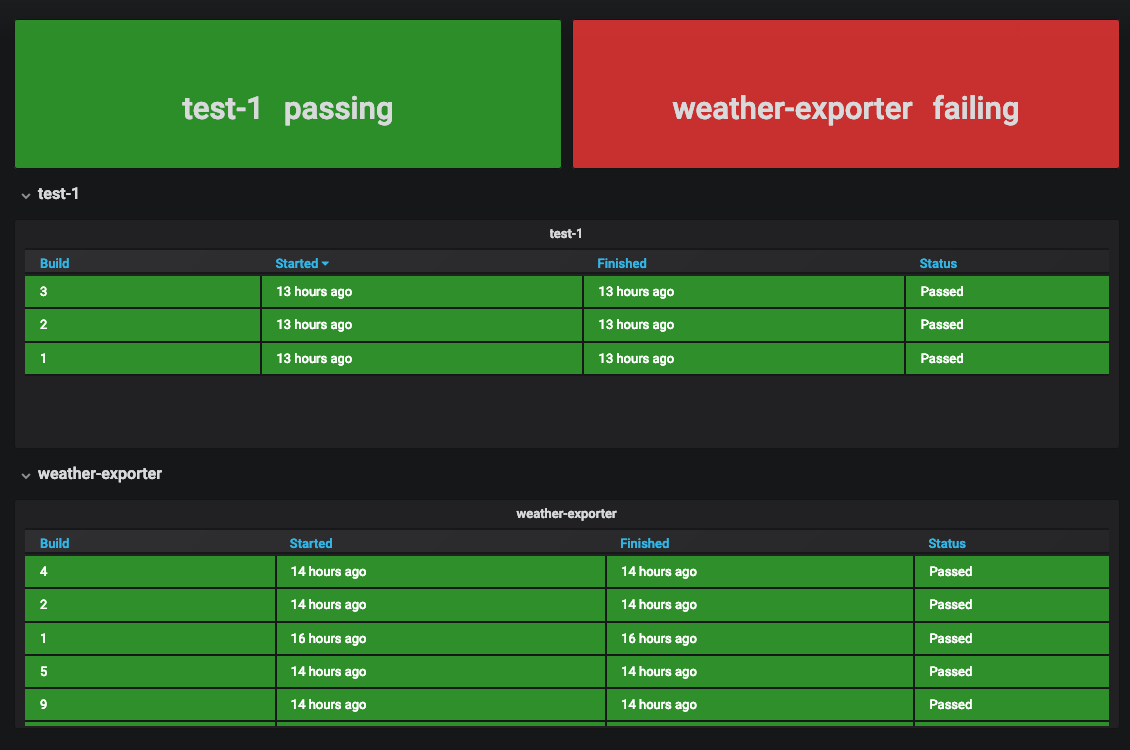 test-1 passing
weather-exporter failing
test-1
test-1
Build Started Finished Status
3 13 hours ago 13 hours ago Passed
2 13 hours ago 13 hours ago Passed
1 13 hours ago 13 hours ago Passed
weather-exporter
weather-exporter
Build Started Finished Status
4 14 hours ago 14 hours ago Passed
2 14 hours ago 14 hours ago Passed
1 16 hours ago 16 hours ago Passed
5 14 hours ago 14 hours ago Passed
9 14 hours ago 14 hours ago Passed